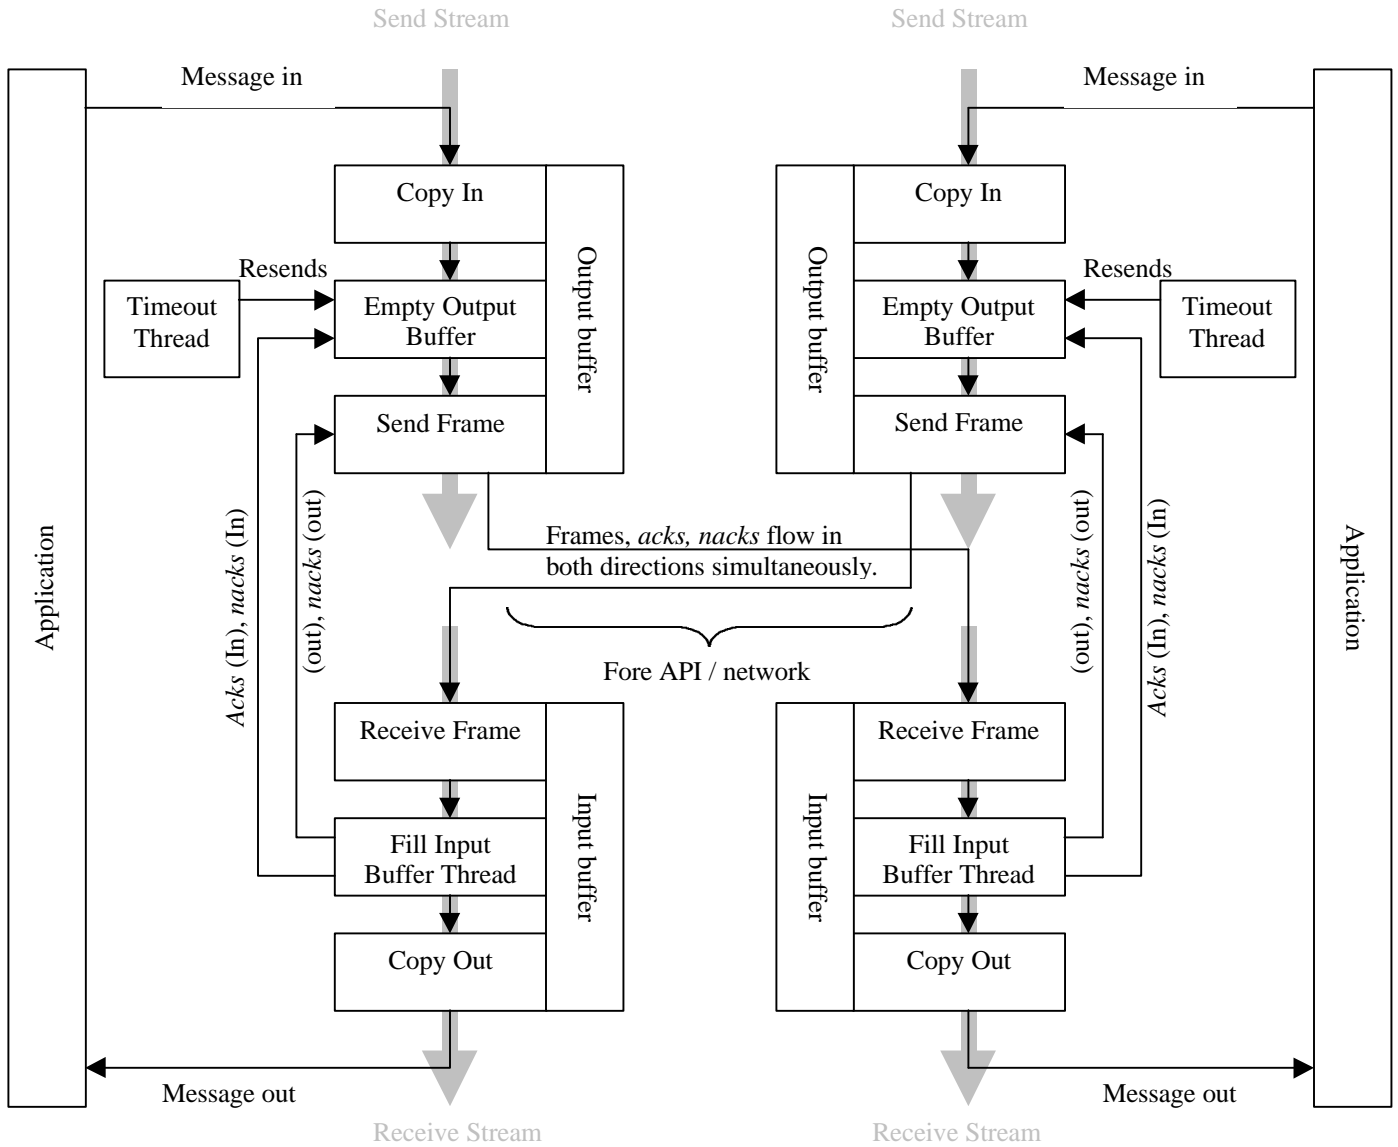 Send Stream
Send Stream
Message in
Message in
Copy In
Copy In
Output buffer
Output buffer
Resends
Resends
Timeout
Thread
Empty Output
Buffer
Empty Output
Buffer
Timeout
Thread
Send Frame
Send Frame
Application
Acks (In), nacks (In)
(out), nacks (out)
Frames, acks, nacks flow in
both directions simultaneously.
(out), nacks (out)
Acks (In), nacks (In)
Application
Fore API / network
Receive Frame
Receive Frame
Input buffer
Input buffer
Fill Input
Buffer Thread
Fill Input
Buffer Thread
Copy Out
Copy Out
Message out
Message out
Receive Stream
Receive Stream